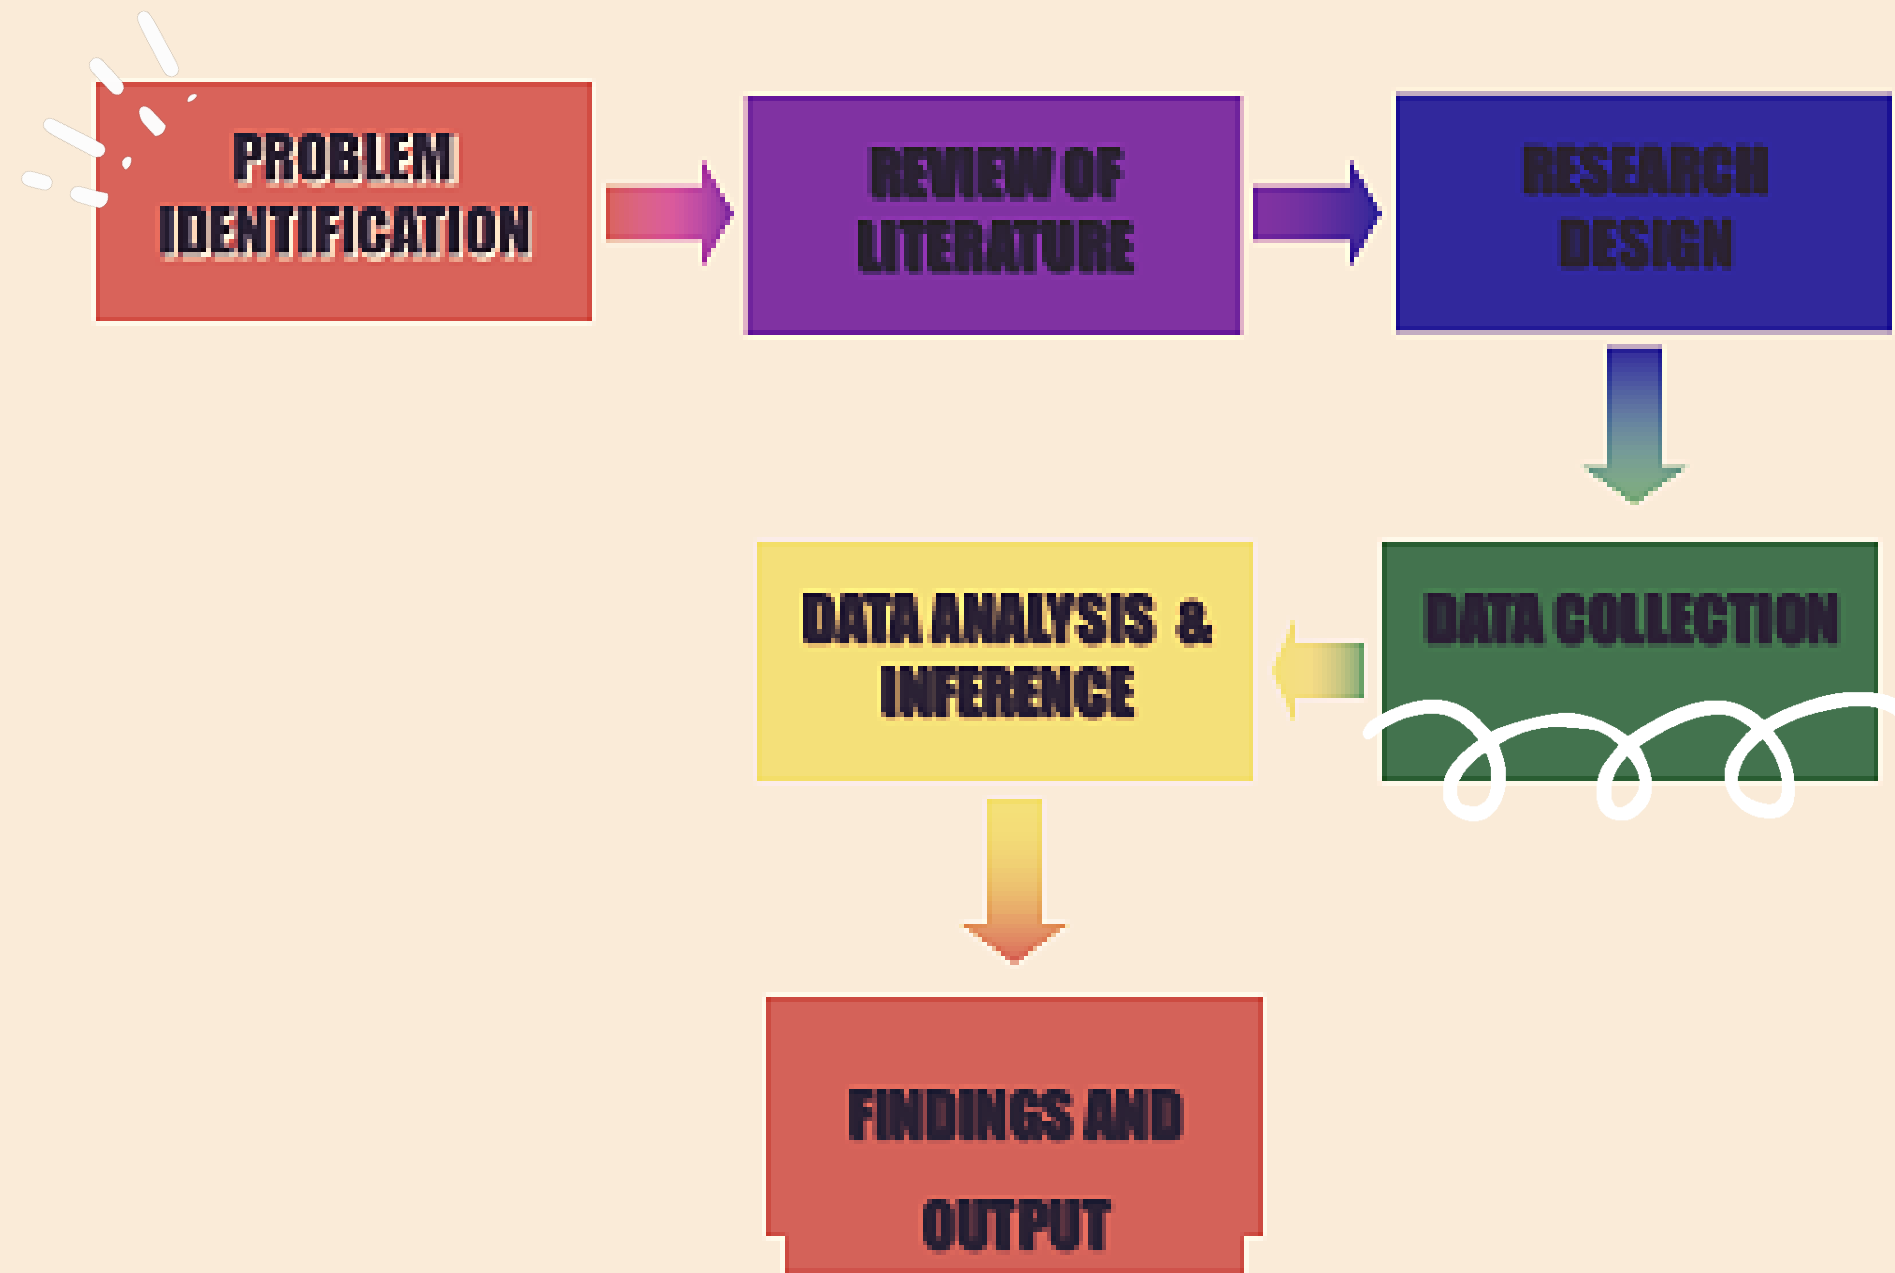 PROBLEM
IDENTIFICATION
REVIEW OF
LITERATURE
RESEARCH
DESIGN
DATA COLLECTION
DATA ANALYSIS &
INFERENCE
FINDINGS AND
OUTPUT